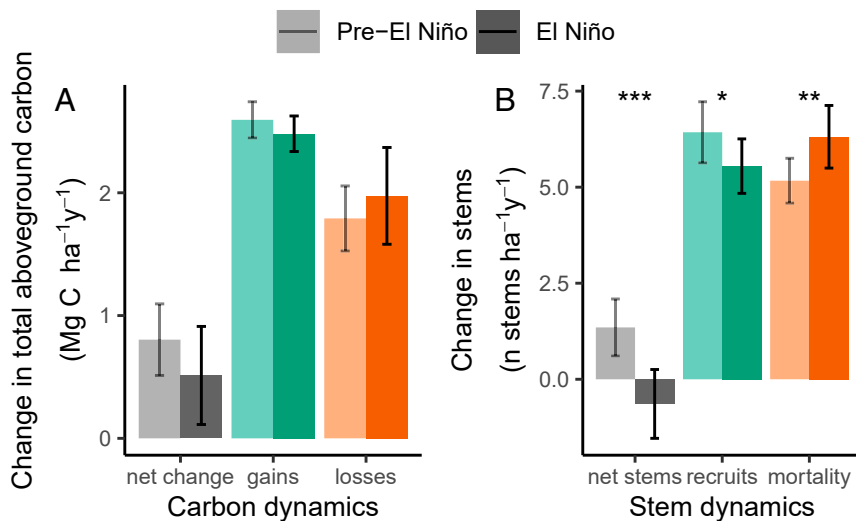 Pre−El Niño
El Niño
A
Change in total aboveground carbon
(Mg C ha⁻¹y⁻¹)
2
1
0
net change
gains
losses
Carbon dynamics
B
***
*
**
Change in stems
(n stems ha⁻¹y⁻¹)
7.5
5.0
2.5
0.0
net stems
recruits
mortality
Stem dynamics